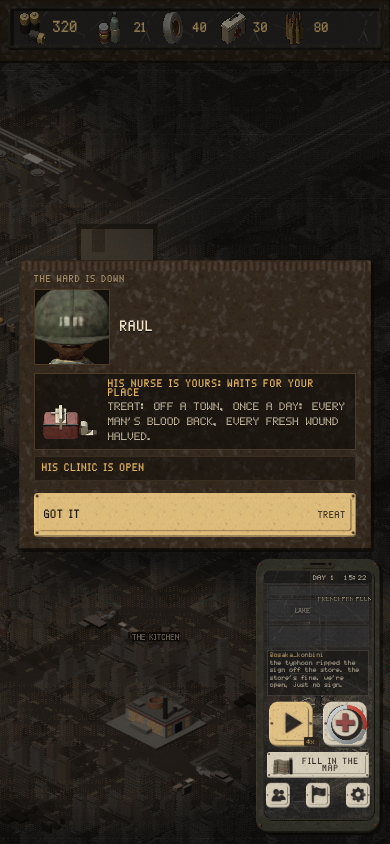 320 21 40 30 80
THE WARD IS DOWN
RAUL
HIS NURSE IS YOURS: WAITS FOR YOUR
PLACE
TREAT: OFF A TOWN, ONCE A DAY: EVERY
MAN'S BLOOD BACK, EVERY FRESH WOUND
HALVED.
HIS CLINIC IS OPEN
GOT IT TREAT
DAY 1 15:22
LAKE
THE KITCHEN
@osaka_konbini
the typhoon ripped the
sign off the store. the
store's fine. we're
open, just no sign.
4x
FILL IN THE
MAP